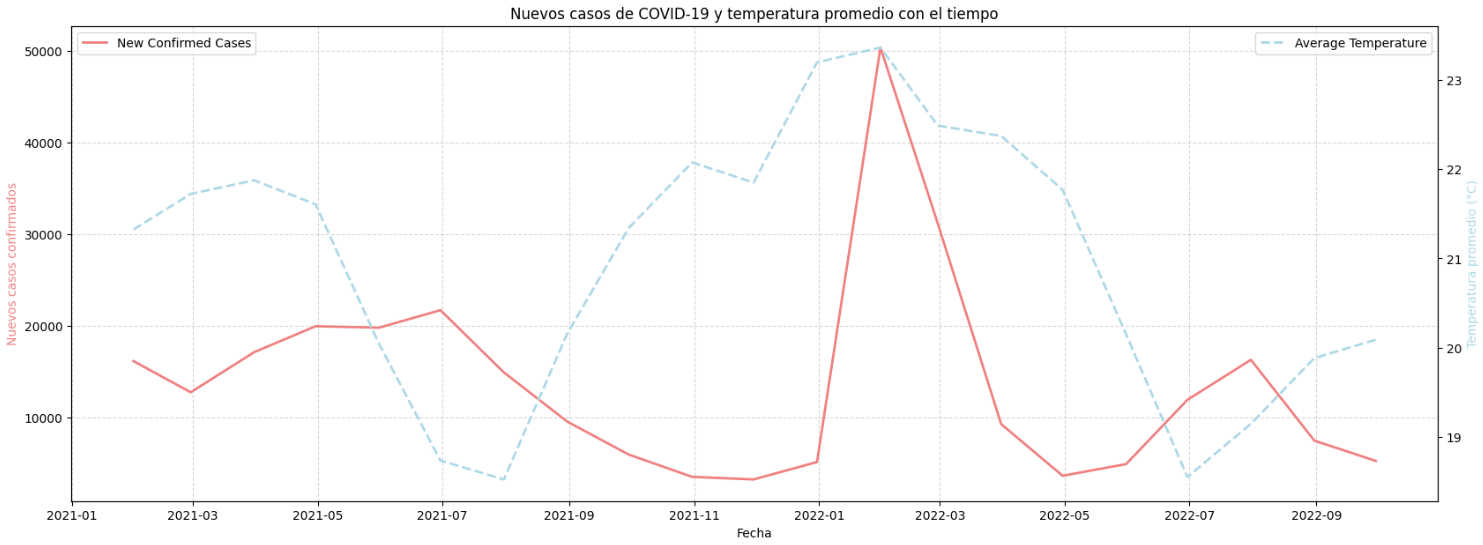 Nuevos casos de COVID-19 y temperatura promedio con el tiempo
New Confirmed Cases
Average Temperature
Nuevos casos confirmados
50000
40000
30000
20000
10000
23
22
21
20
19
Temperatura promedio (°C)
2021-01 2021-03 2021-05 2021-07 2021-09 2021-11 2022-01 2022-03 2022-05 2022-07 2022-09
Fecha